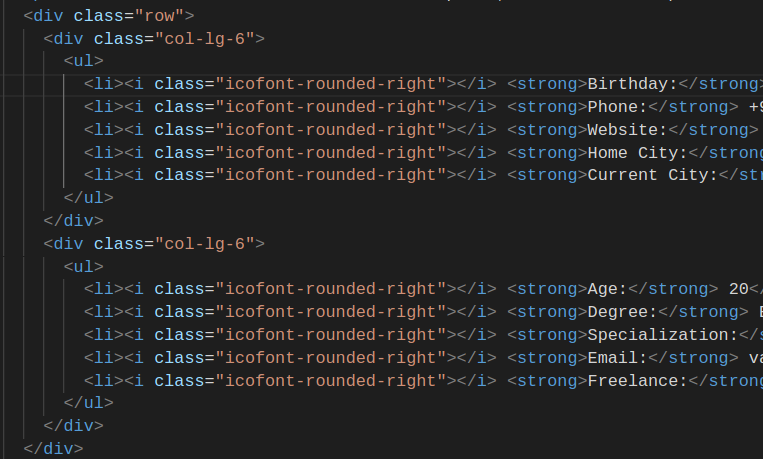 <div class="row">
<div class="col-lg-6">
<ul>
<li><i class="icofont-rounded-right"></i> <strong>Birthday:</strong>
<li><i class="icofont-rounded-right"></i> <strong>Phone:</strong> +9
<li><i class="icofont-rounded-right"></i> <strong>Website:</strong>
<li><i class="icofont-rounded-right"></i> <strong>Home City:</strong
<li><i class="icofont-rounded-right"></i> <strong>Current City:</str
</ul>
</div>
<div class="col-lg-6">
<ul>
<li><i class="icofont-rounded-right"></i> <strong>Age:</strong> 20</
<li><i class="icofont-rounded-right"></i> <strong>Degree:</strong>
<li><i class="icofont-rounded-right"></i> <strong>Specialization:</s
<li><i class="icofont-rounded-right"></i> <strong>Email:</strong> va
<li><i class="icofont-rounded-right"></i> <strong>Freelance:</strong
</ul>
</div>
</div>